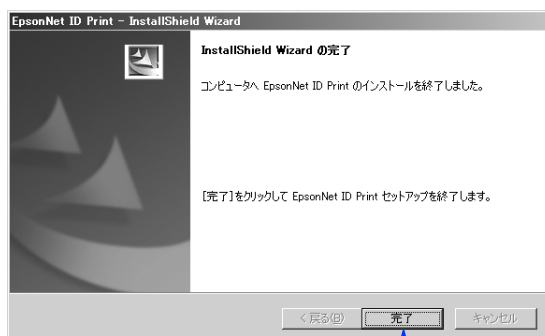 EpsonNet ID Print - InstallShield Wizard
InstallShield Wizard の完了
コンピュータへ EpsonNet ID Print のインストールを終了しました。
[完了]をクリックして EpsonNet ID Print セットアップを終了します。
< 戻る(B)
完了
キャンセル